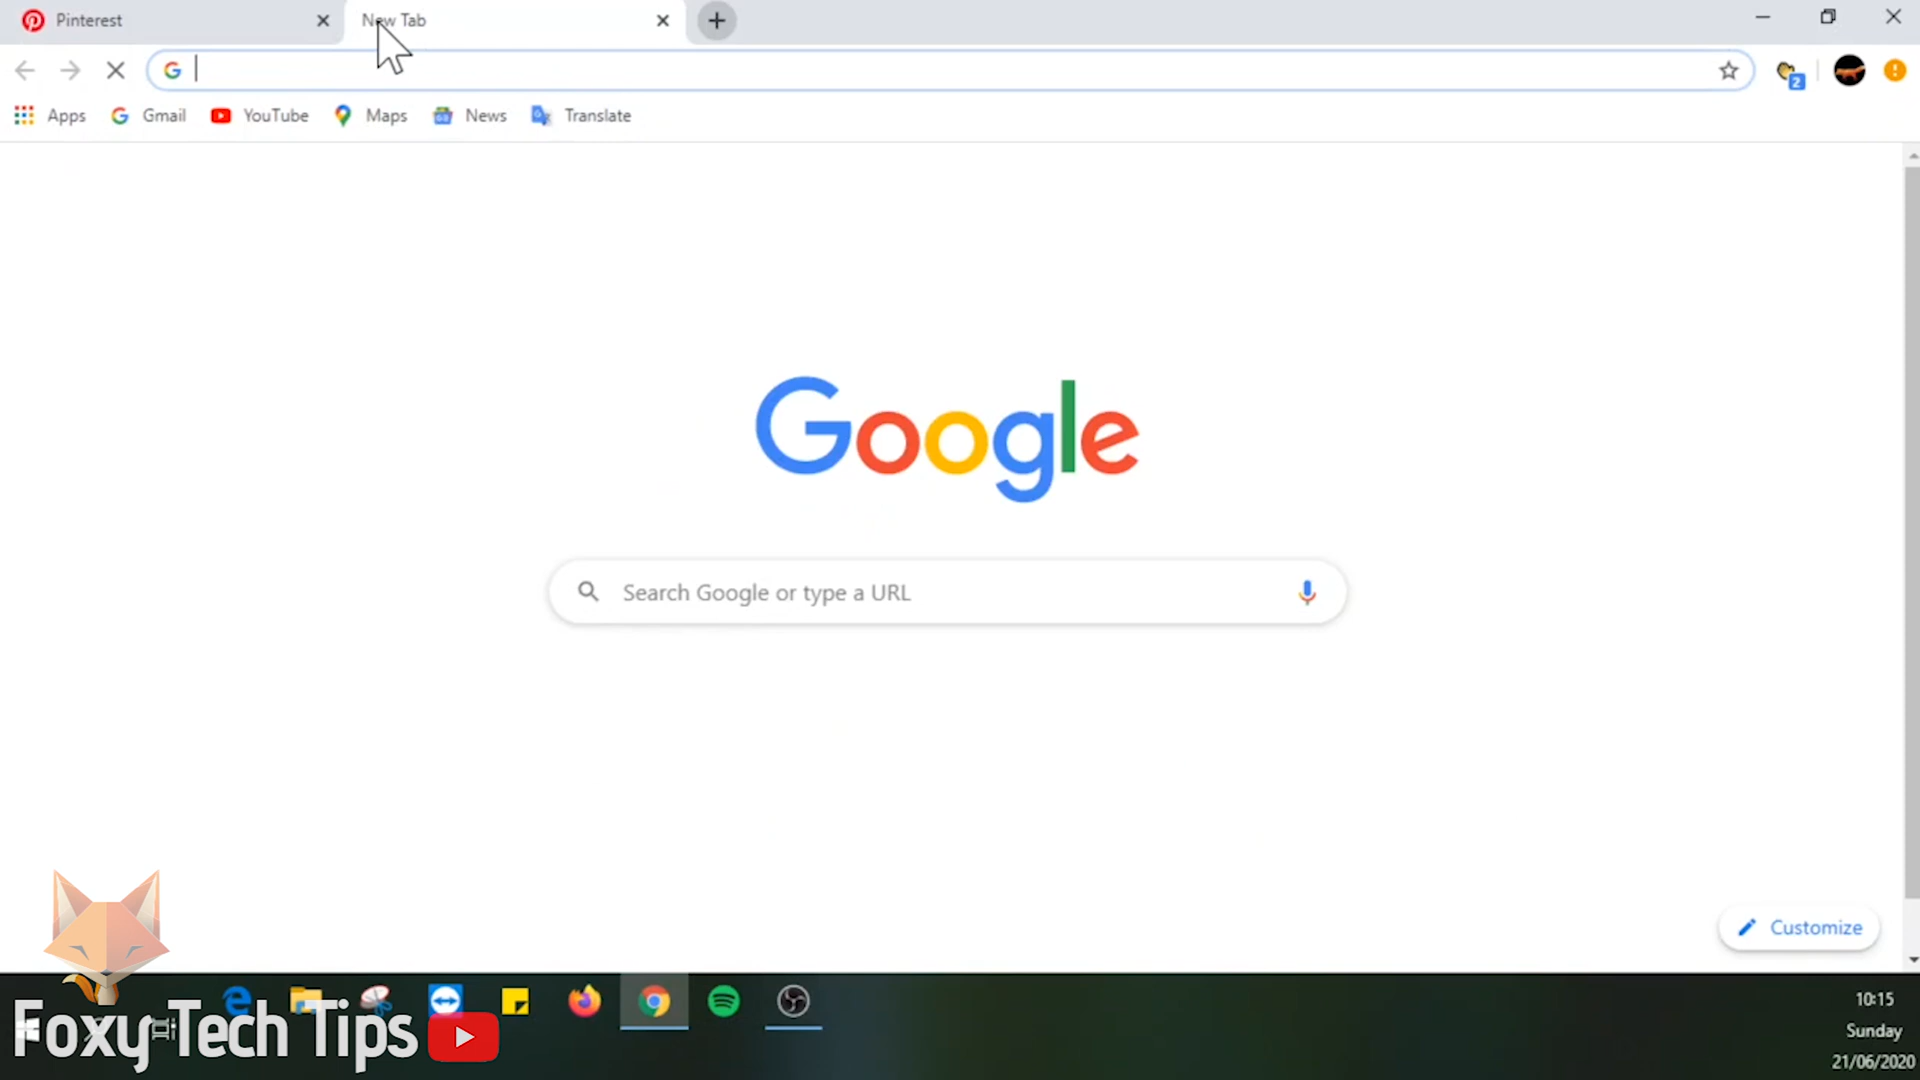 Pinterest
New Tab
2
Apps
Gmail
YouTube
Maps
News
Translate
Google
Search Google or type a URL
Customize
Foxy Tech Tips
10:15
Sunday
21/06/2020